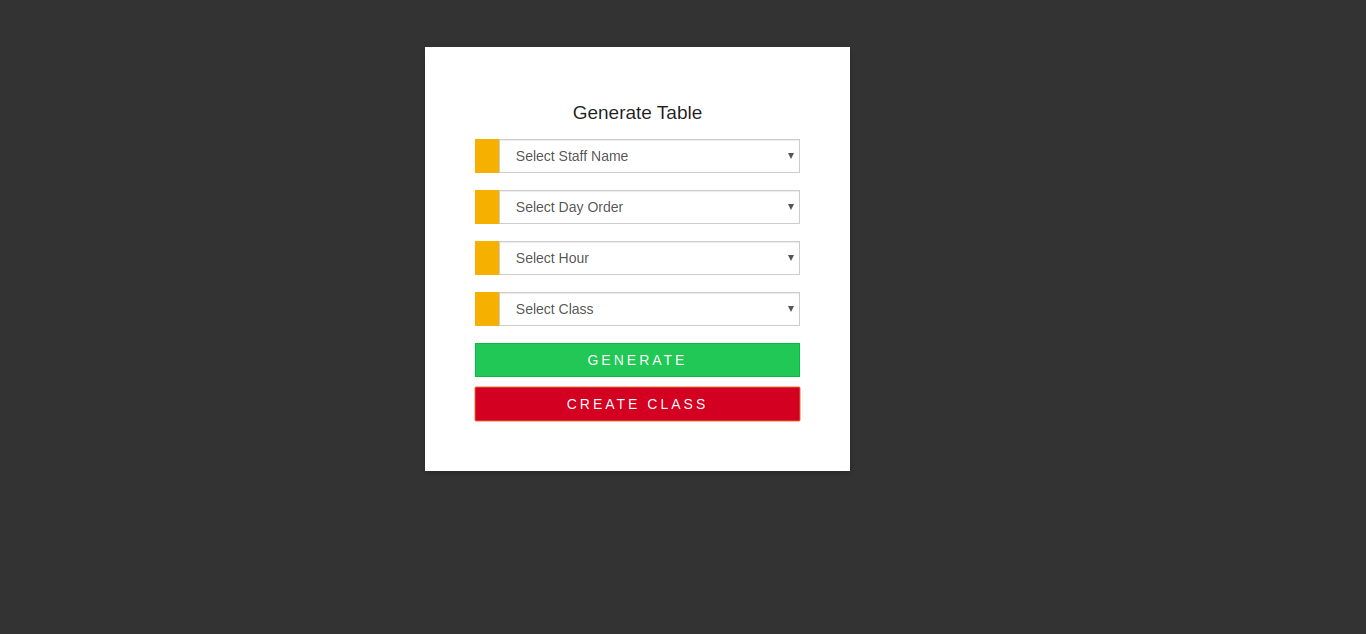 Generate Table
Select Staff Name
Select Day Order
Select Hour
Select Class
GENERATE
CREATE CLASS